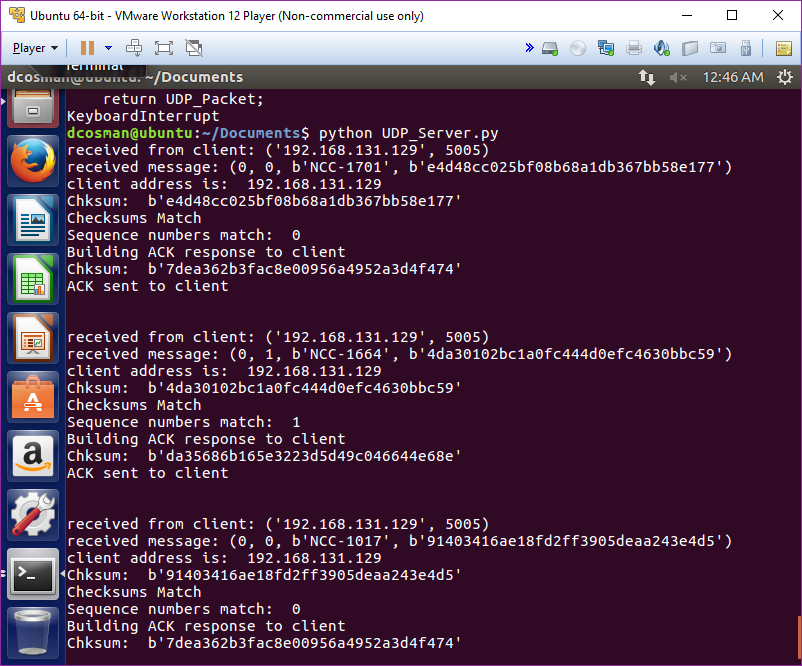 Ubuntu 64-bit - VMware Workstation 12 Player (Non-commercial use only)
Player
Terminal
dcosman@ubuntu: ~/Documents
12:46 AM
    return UDP_Packet;
KeyboardInterrupt
dcosman@ubuntu:~/Documents$ python UDP_Server.py
received from client: ('192.168.131.129', 5005)
received message: (0, 0, b'NCC-1701', b'e4d48cc025bf08b68a1db367bb58e177')
client address is:  192.168.131.129
Chksum:  b'e4d48cc025bf08b68a1db367bb58e177'
Checksums Match
Sequence numbers match:  0
Building ACK response to client
Chksum:  b'7dea362b3fac8e00956a4952a3d4f474'
ACK sent to client
received from client: ('192.168.131.129', 5005)
received message: (0, 1, b'NCC-1664', b'4da30102bc1a0fc444d0efc4630bbc59')
client address is:  192.168.131.129
Chksum:  b'4da30102bc1a0fc444d0efc4630bbc59'
Checksums Match
Sequence numbers match:  1
Building ACK response to client
Chksum:  b'da35686b165e3223d5d49c046644e68e'
ACK sent to client
received from client: ('192.168.131.129', 5005)
received message: (0, 0, b'NCC-1017', b'91403416ae18fd2ff3905deaa243e4d5')
client address is:  192.168.131.129
Chksum:  b'91403416ae18fd2ff3905deaa243e4d5'
Checksums Match
Sequence numbers match:  0
Building ACK response to client
Chksum:  b'7dea362b3fac8e00956a4952a3d4f474'